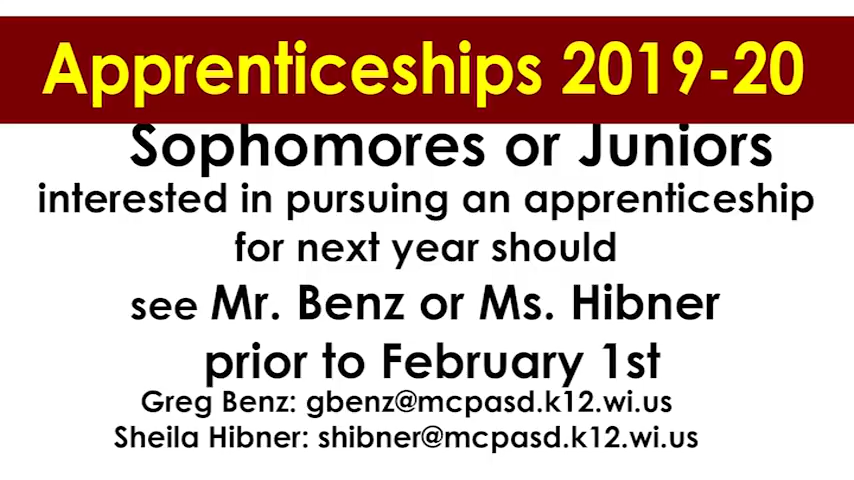 Apprenticeships 2019-20
Sophomores or Juniors
interested in pursuing an apprenticeship
for next year should
see Mr. Benz or Ms. Hibner
prior to February 1st
Greg Benz: gbenz@mcpasd.k12.wi.us
Sheila Hibner: shibner@mcpasd.k12.wi.us